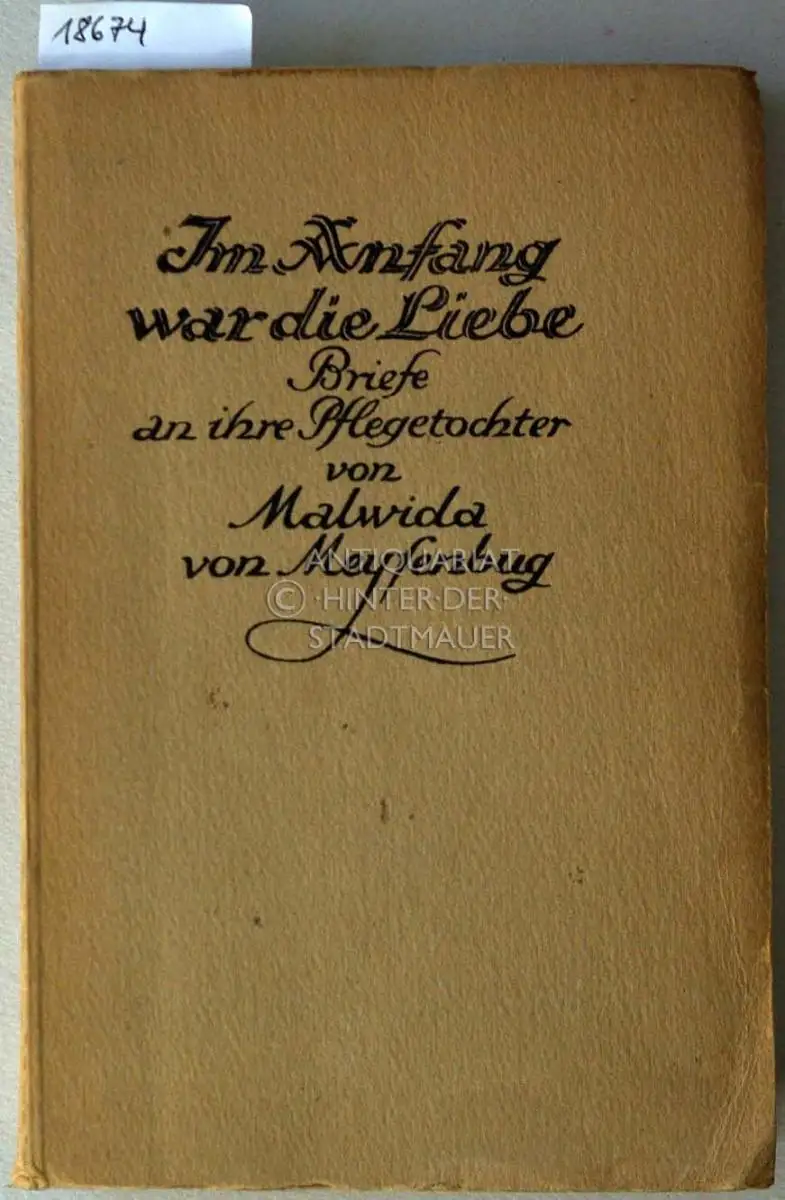 18674
Im Anfang
war die Liebe
Briefe
an ihre Pflegetochter
von
Malwida
von Meysenbug
ANTIQUARIAT
© ·HINTER·DER·
STADTMAUER